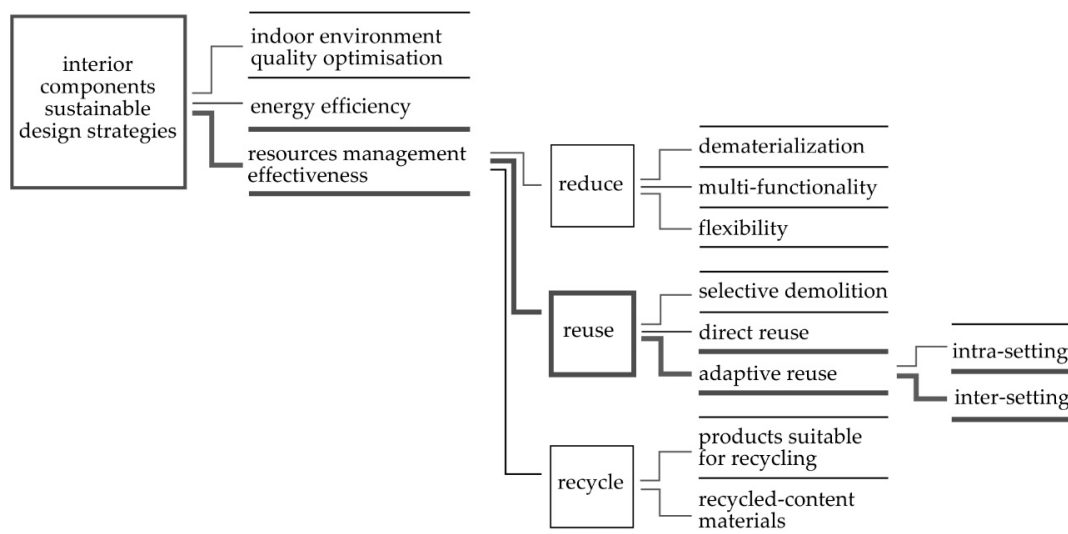 interior
components
sustainable
design strategies
indoor environment
quality optimisation
energy efficiency
resources management
effectiveness
reduce
dematerialization
multi-functionality
flexibility
reuse
selective demolition
direct reuse
adaptive reuse
intra-setting
inter-setting
recycle
products suitable
for recycling
recycled-content
materials